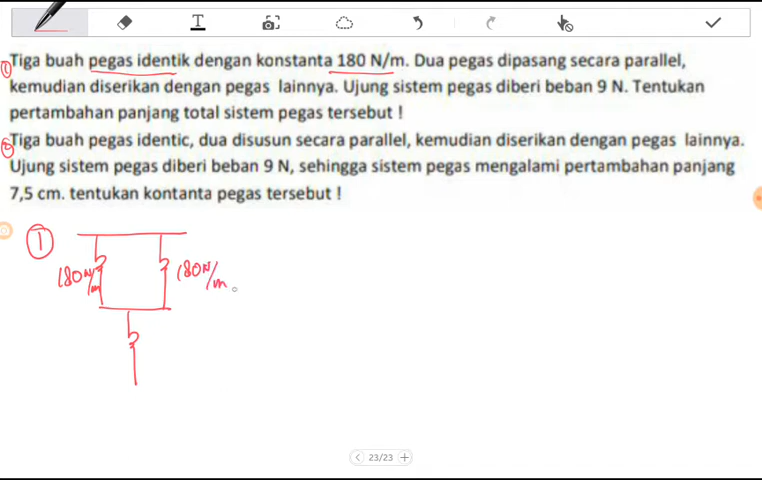 T
① Tiga buah pegas identik dengan konstanta 180 N/m. Dua pegas dipasang secara parallel,
kemudian diserikan dengan pegas lainnya. Ujung sistem pegas diberi beban 9 N. Tentukan
pertambahan panjang total sistem pegas tersebut !
② Tiga buah pegas identic, dua disusun secara parallel, kemudian diserikan dengan pegas lainnya.
Ujung sistem pegas diberi beban 9 N, sehingga sistem pegas mengalami pertambahan panjang
7,5 cm. tentukan kontanta pegas tersebut !
①
180 N/m
180 N/m
23/23